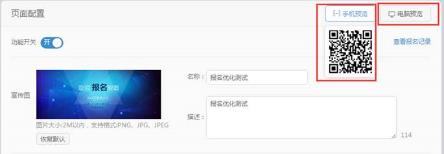 页面配置
手机预览
电脑预览
功能开关 开
查看报名记录
宣传图
报名
图片大小:2M以内，支持格式:PNG、JPG、JPEG
恢复默认
名称： 报名优化测试
描述： 报名优化测试
114